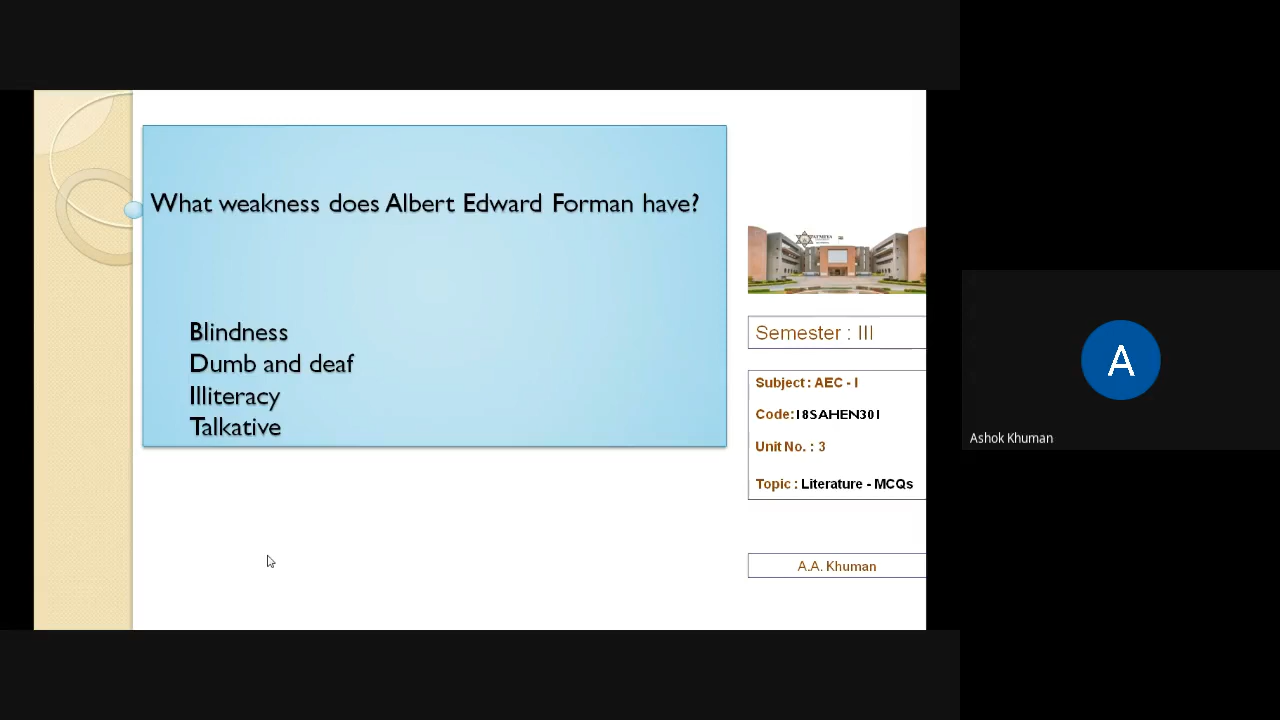 What weakness does Albert Edward Forman have?
Blindness
Dumb and deaf
Illiteracy
Talkative
Semester : III
Subject : AEC - I
Code:18SAHEN301
Unit No. : 3
Topic : Literature - MCQs
A.A. Khuman
A
Ashok Khuman